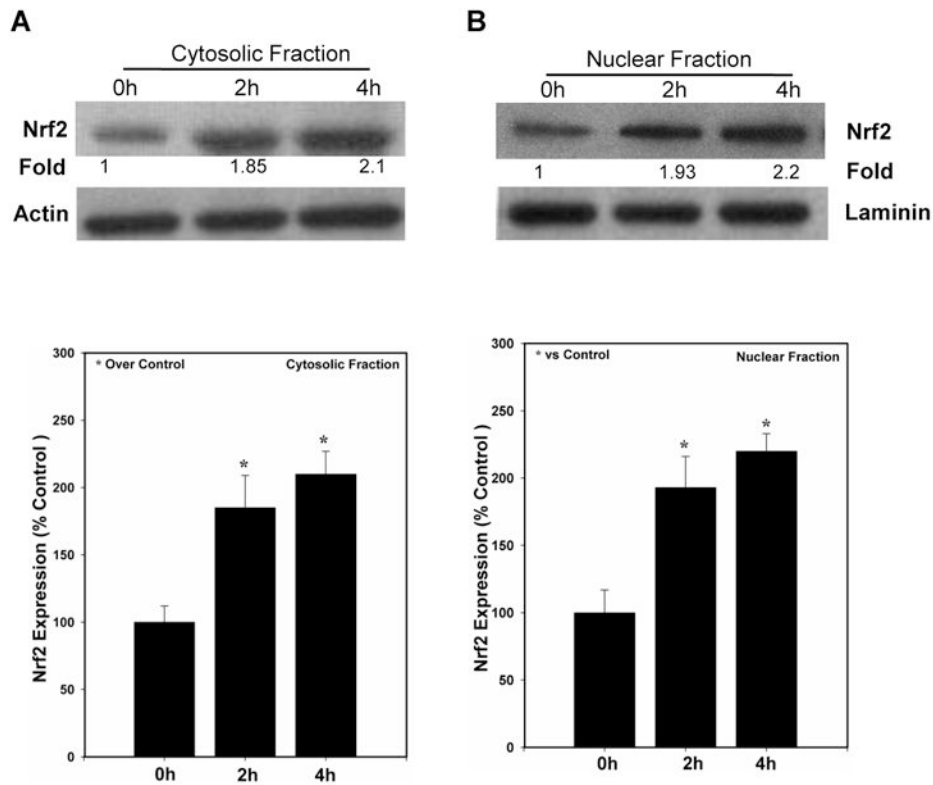 A
Cytosolic Fraction
0h 2h 4h
Nrf2
Fold 1 1.85 2.1
Actin
B
Nuclear Fraction
0h 2h 4h
Nrf2
1 1.93 2.2 Fold
Laminin
300
250
200
150
100
50
0
Nrf2 Expression (% Control )
* Over Control Cytosolic Fraction
* *
0h 2h 4h
300
250
200
150
100
50
0
Nrf2 Expression (% Control )
* vs Control Nuclear Fraction
* *
0h 2h 4h